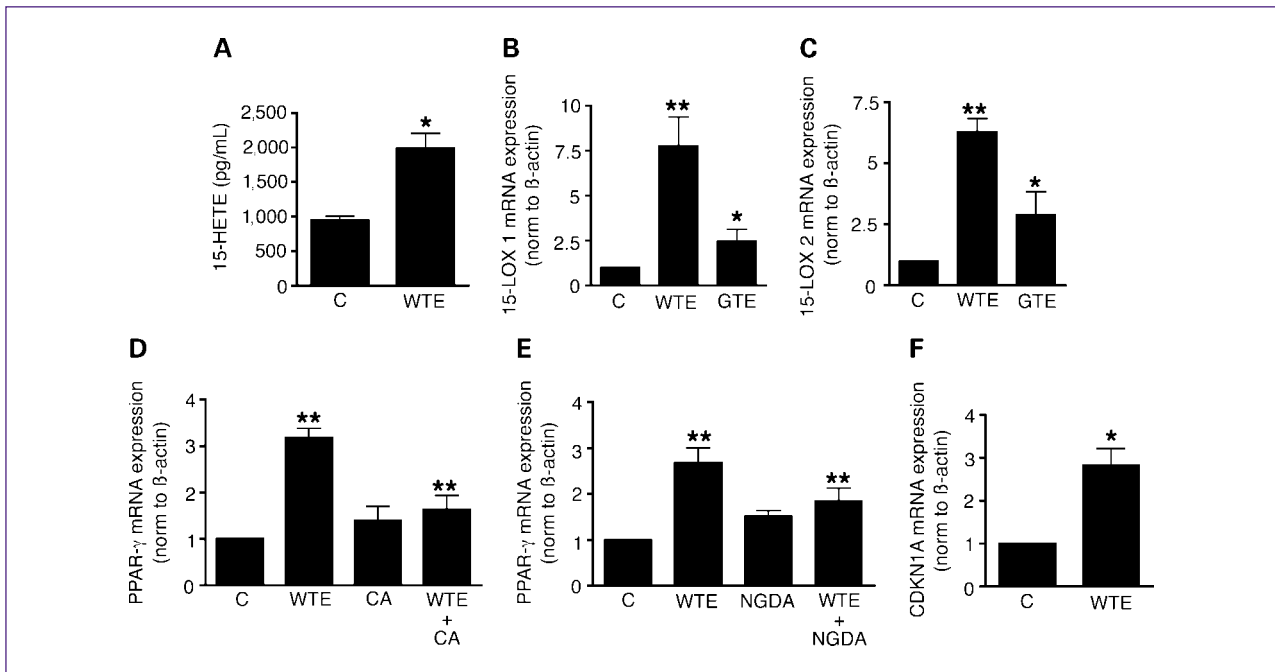 A
15-HETE (pg/mL)
2,500
2,000
1,500
1,000
500
0
*
C WTE
B
15-LOX 1 mRNA expression
(norm to ß-actin)
10
7.5
5
2.5
0
**
*
C WTE GTE
C
15-LOX 2 mRNA expression
(norm to ß-actin)
7.5
5
2.5
0
**
*
C WTE GTE
D
PPAR-γ mRNA expression
(norm to ß-actin)
4
3
2
1
0
**
**
C WTE CA WTE
+
CA
E
PPAR-γ mRNA expression
(norm to ß-actin)
4
3
2
1
0
**
**
C WTE NGDA WTE
+
NGDA
F
CDKN1A mRNA expression
(norm to ß-actin)
4
3
2
1
0
*
C WTE